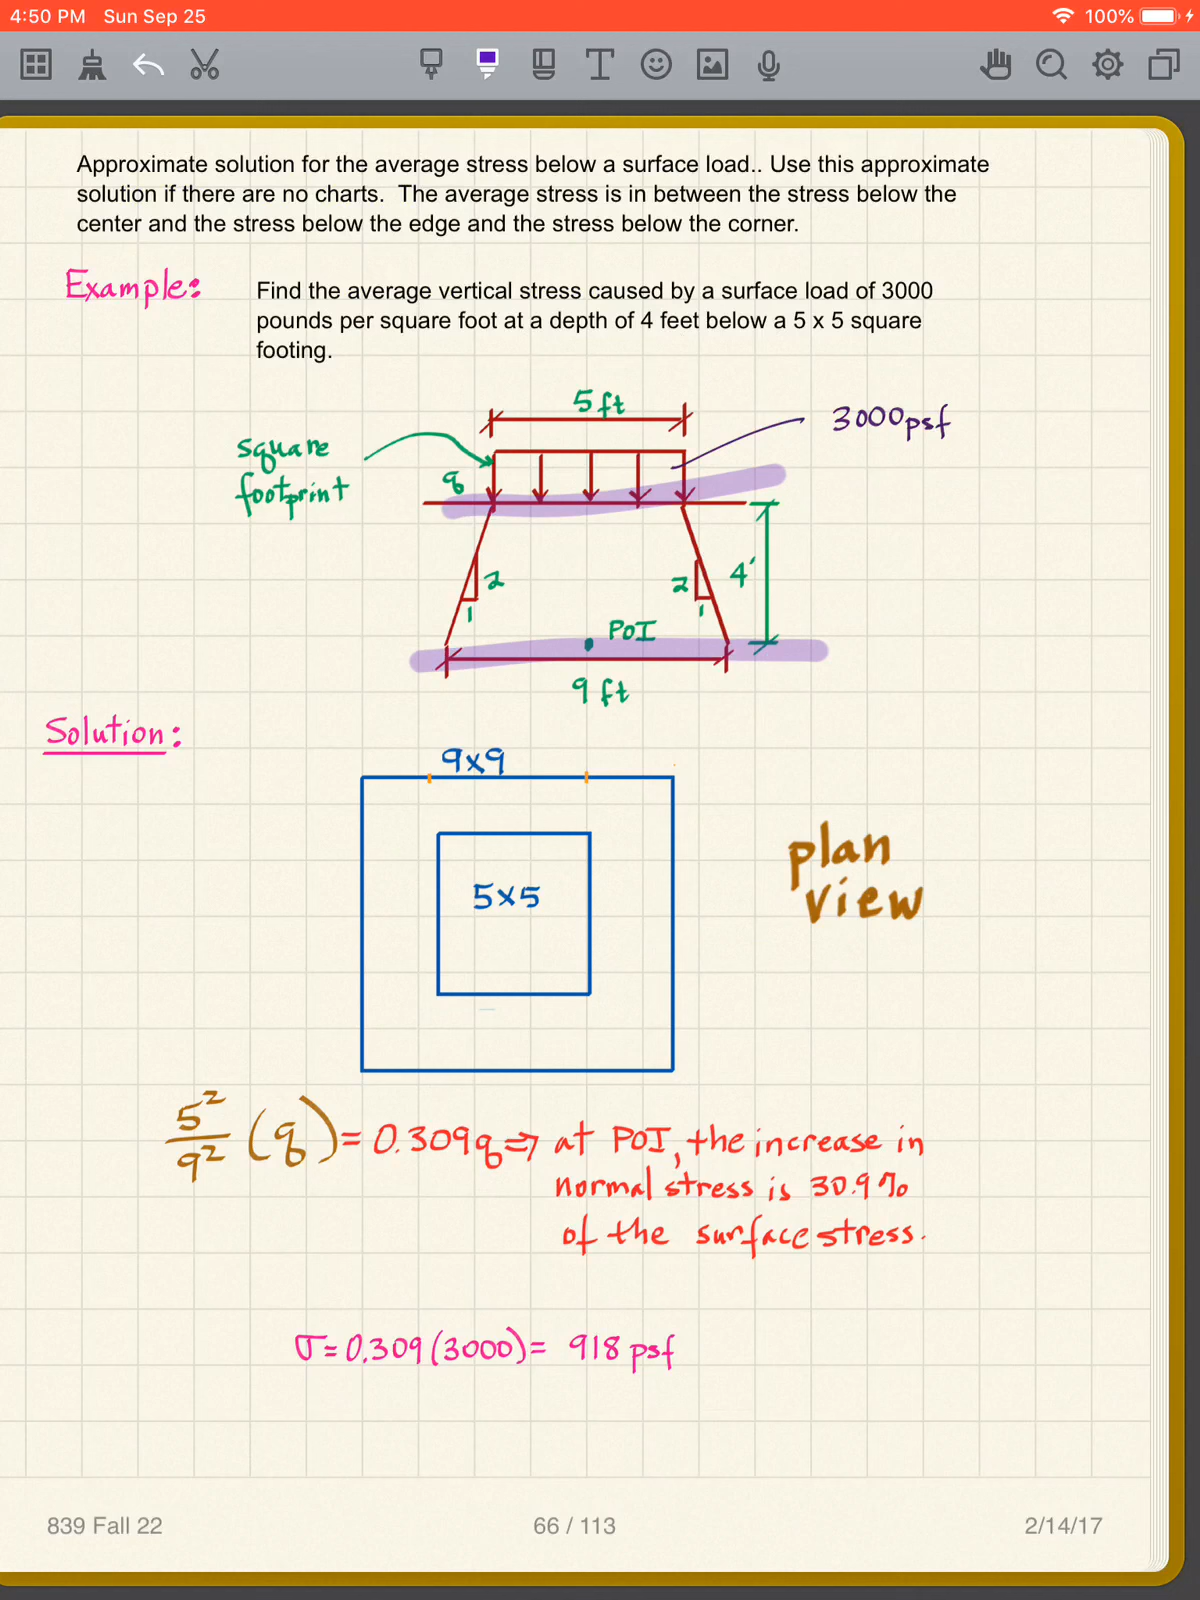 4:50 PM Sun Sep 25
100%
Approximate solution for the average stress below a surface load.. Use this approximate
solution if there are no charts. The average stress is in between the stress below the
center and the stress below the edge and the stress below the corner.
Example:
Find the average vertical stress caused by a surface load of 3000
pounds per square foot at a depth of 4 feet below a 5 x 5 square
footing.
5 ft
3000 psf
square
footprint
q
2
1
2
1
4'
POI
9 ft
Solution:
9x9
5x5
plan
view
5²/9² (q) = 0.309q ⇒ at POI, the increase in
normal stress is 30.9%
of the surface stress.
σ = 0.309(3000) = 918 psf
839 Fall 22
66 / 113
2/14/17